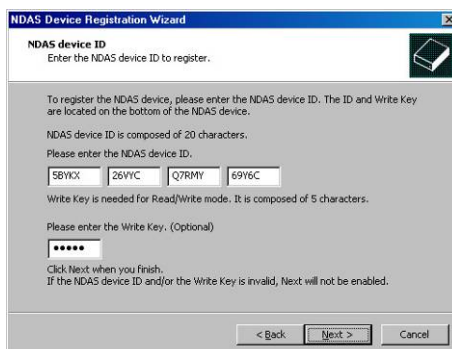 NDAS Device Registration Wizard
NDAS device ID
Enter the NDAS device ID to register.
To register the NDAS device, please enter the NDAS device ID. The ID and Write Key
are located on the bottom of the NDAS device.
NDAS device ID is composed of 20 characters.
Please enter the NDAS device ID.
5BYKX 26VYC Q7RMY 69Y6C
Write Key is needed for Read/Write mode. It is composed of 5 characters.
Please enter the Write Key. (Optional)
•••••
Click Next when you finish.
If the NDAS device ID and/or the Write Key is invalid, Next will not be enabled.
< Back Next > Cancel